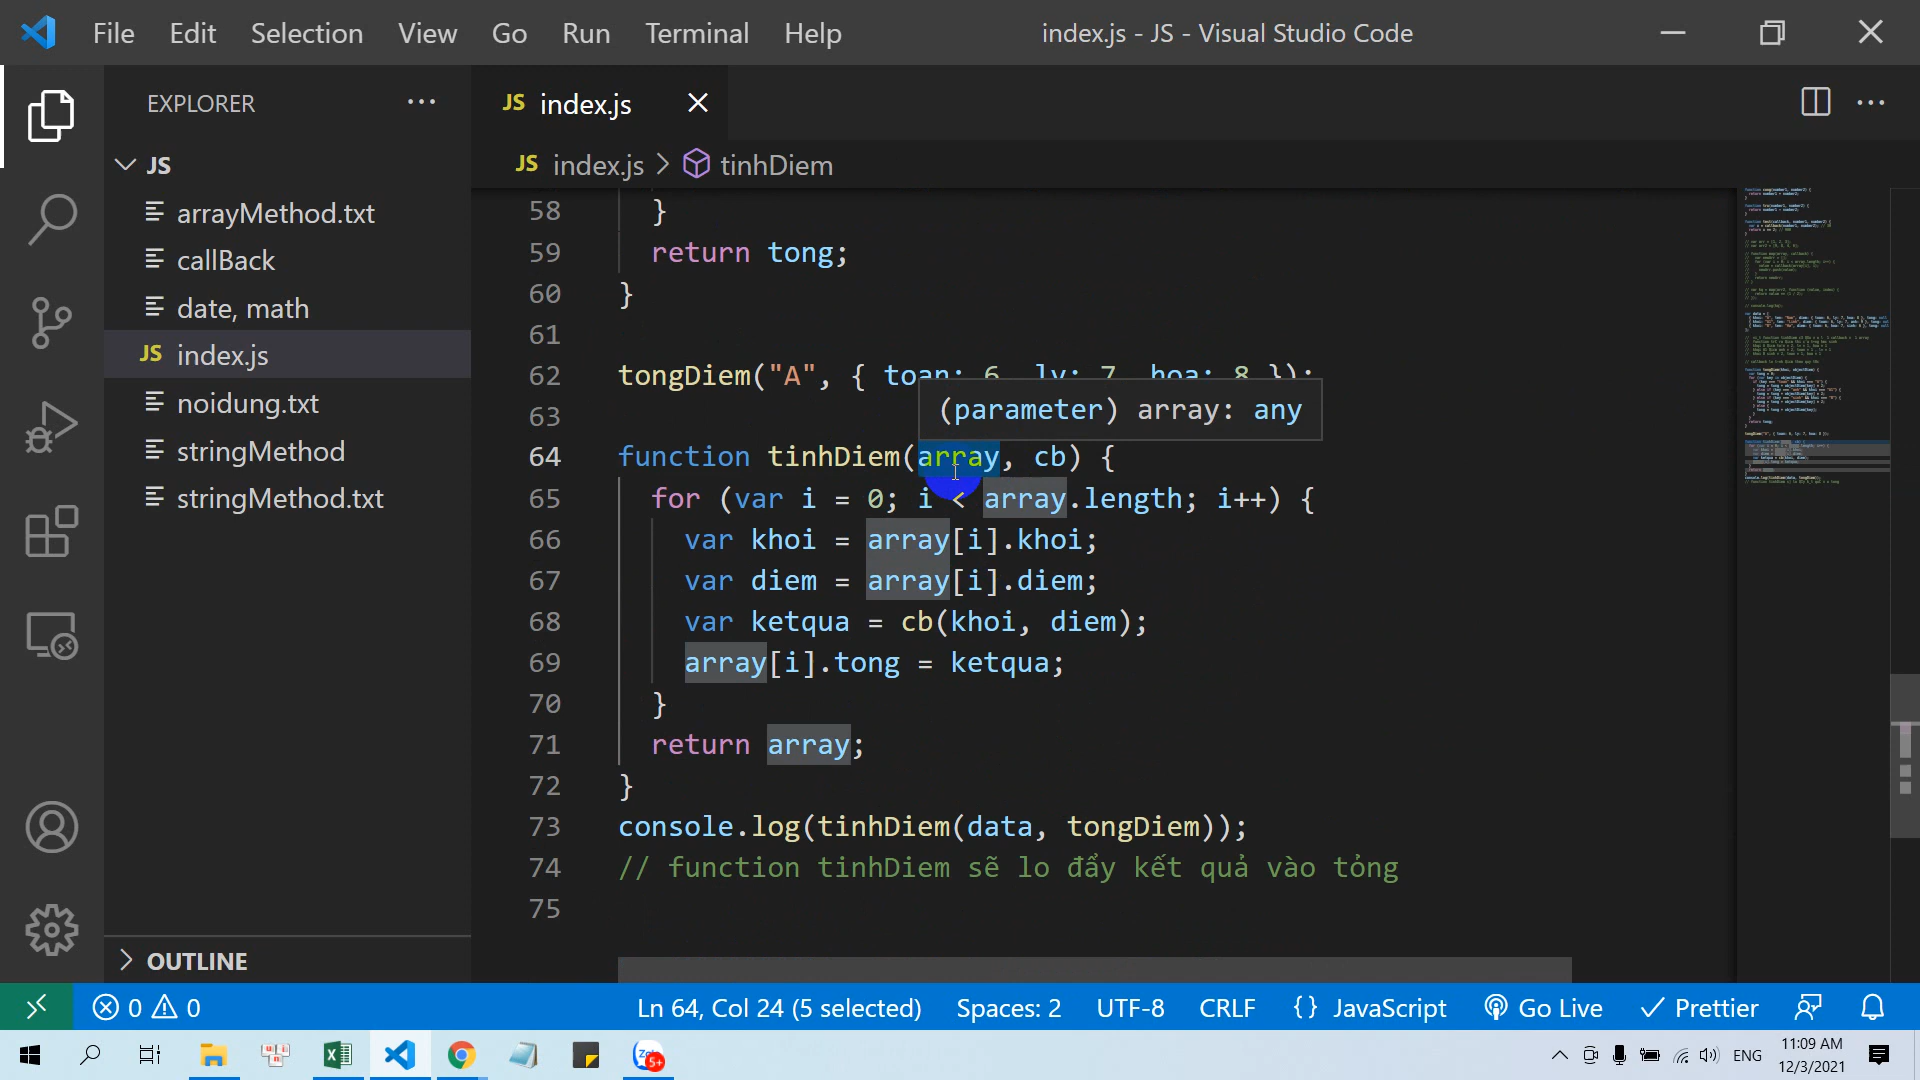 File Edit Selection View Go Run Terminal Help
index.js - JS - Visual Studio Code
EXPLORER
JS index.js
JS index.js > tinhDiem
JS
arrayMethod.txt
callBack
date, math
JS index.js
noidung.txt
stringMethod
stringMethod.txt
OUTLINE
58 }
59 return tong;
60 }
61
62 tongDiem("A", { toan: 6, ly: 7, hoa: 8 });
(parameter) array: any
63
64 function tinhDiem(array, cb) {
65 for (var i = 0; i < array.length; i++) {
66 var khoi = array[i].khoi;
67 var diem = array[i].diem;
68 var ketqua = cb(khoi, diem);
69 array[i].tong = ketqua;
70 }
71 return array;
72 }
73 console.log(tinhDiem(data, tongDiem));
74 // function tinhDiem sẽ lo đẩy kết quả vào tỏng
75
0 0 Ln 64, Col 24 (5 selected) Spaces: 2 UTF-8 CRLF {} JavaScript Go Live Prettier
5+
ENG
11:09 AM
12/3/2021